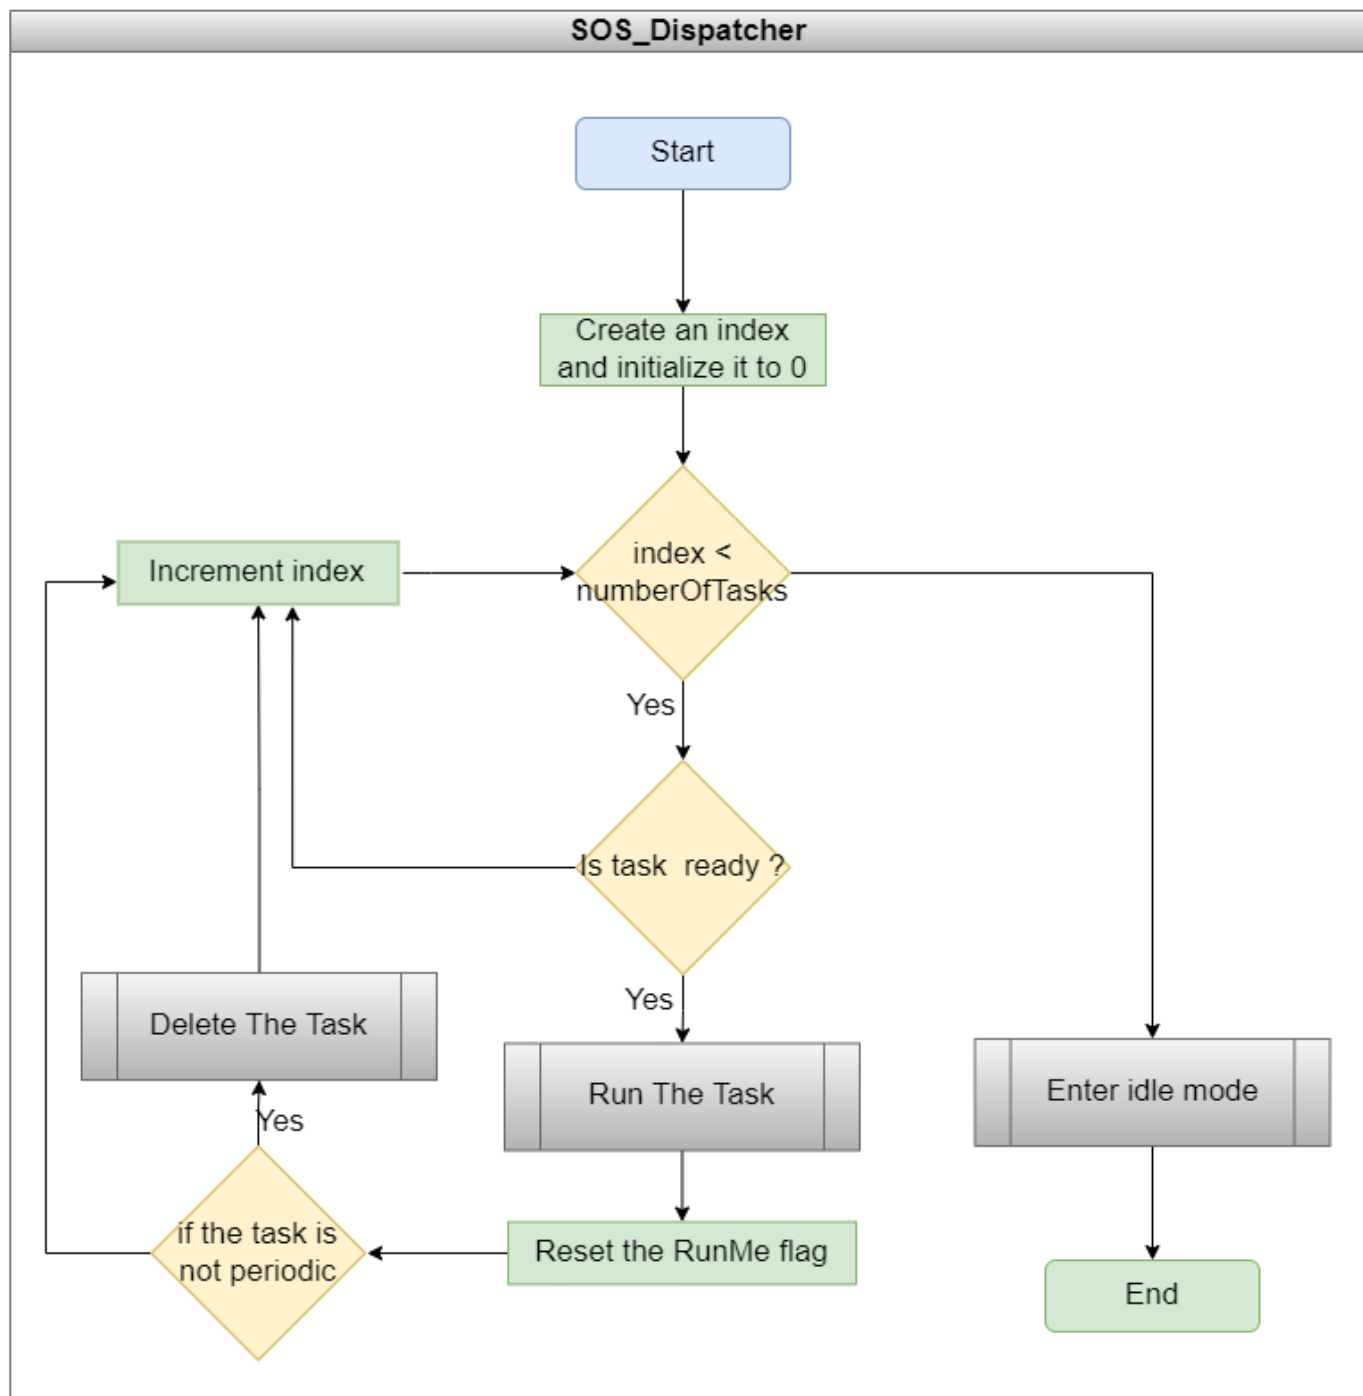 SOS_Dispatcher
Start
Create an index
and initialize it to 0
Increment index
index <
numberOfTasks
Yes
Is task  ready ?
Yes
Delete The Task
Run The Task
Enter idle mode
Yes
if the task is
not periodic
Reset the RunMe flag
End